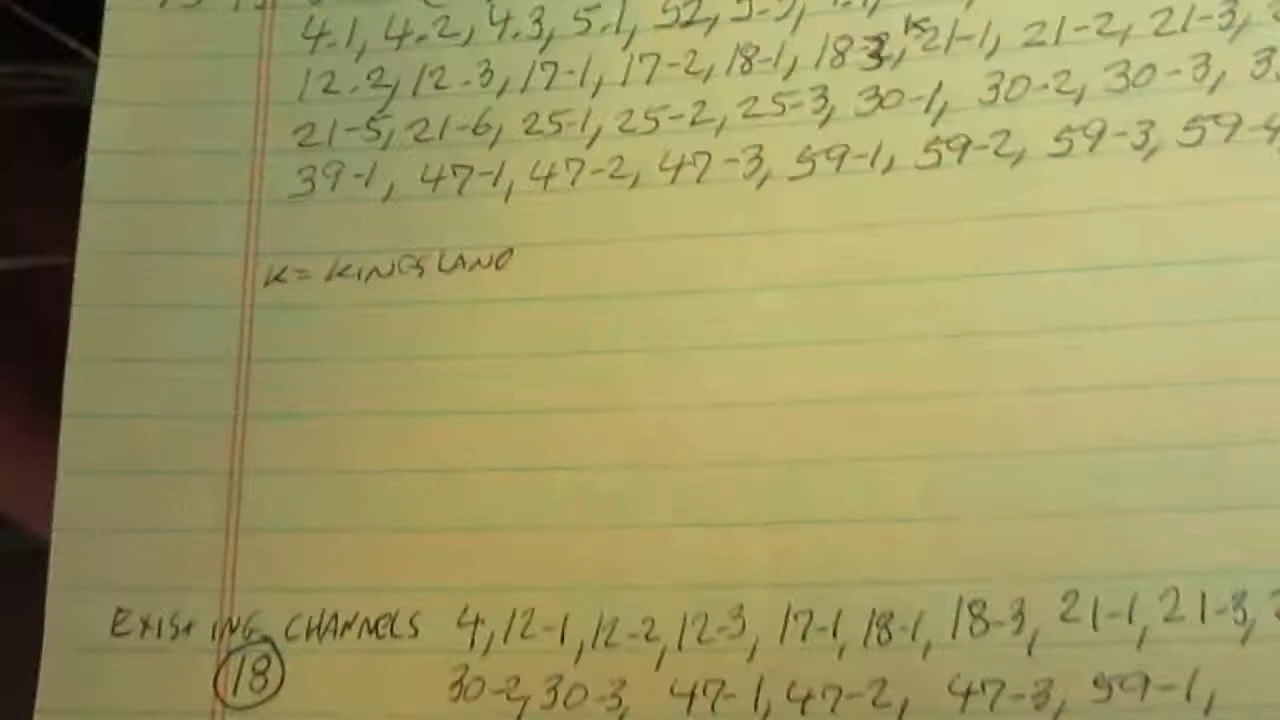 4.1, 4.2, 4.3, 5.1, 52,
12.2, 12-3, 17-1, 17-2, 18-1, 18-3, K 21-1, 21-2, 21-3,
21-5, 21-6, 25-1, 25-2, 25-3, 30-1, 30-2, 30-3,
39-1, 47-1, 47-2, 47-3, 59-1, 59-2, 59-3, 59-4
K = KINGSLAND
EXISTING CHANNELS 4, 12-1, 12-2, 12-3, 17-1, 18-1, 18-3, 21-1, 21-3,
18 30-2, 30-3, 47-1, 47-2, 47-3, 59-1,